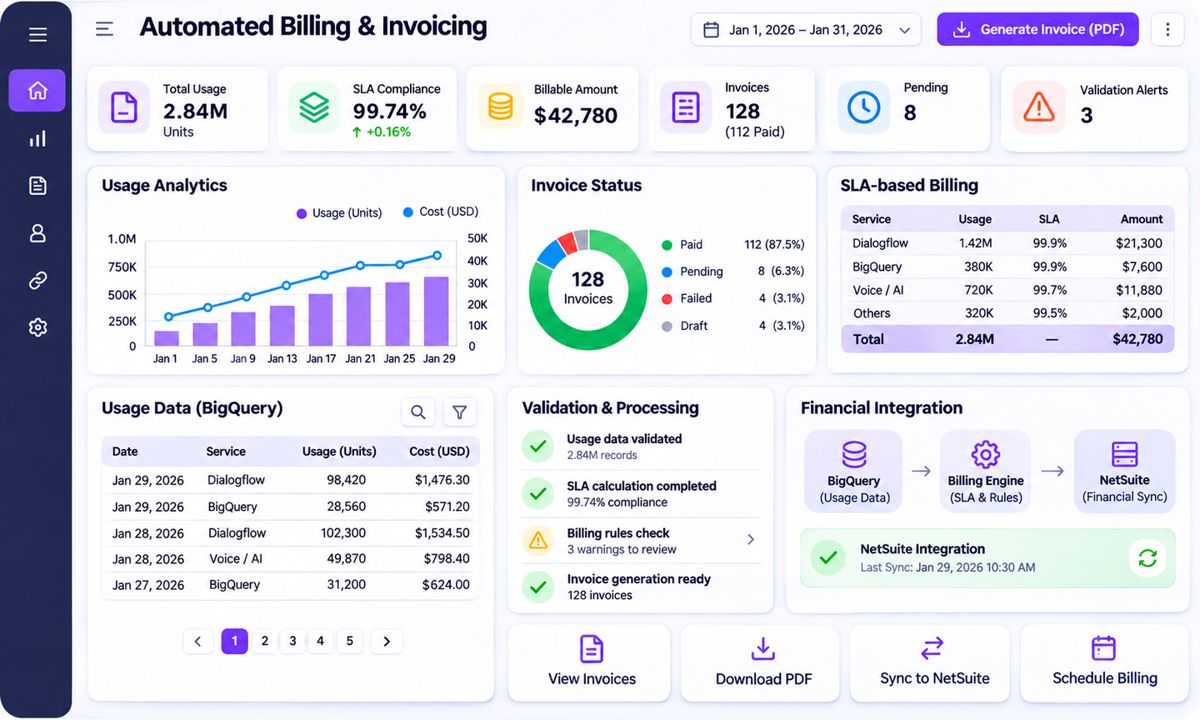 Automated Billing & Invoicing
Jan 1, 2026 – Jan 31, 2026
Generate Invoice (PDF)
Total Usage
2.84M
Units
SLA Compliance
99.74%
↑ +0.16%
Billable Amount
$42,780
Invoices
128
(112 Paid)
Pending
8
Validation Alerts
3
Usage Analytics
Usage (Units) Cost (USD)
1.0M 50K
750K 40K
500K 30K
250K 20K
0 10K
0
Jan 1 Jan 5 Jan 9 Jan 13 Jan 17 Jan 21 Jan 25 Jan 29
Invoice Status
128
Invoices
Paid 112 (87.5%)
Pending 8 (6.3%)
Failed 4 (3.1%)
Draft 4 (3.1%)
SLA-based Billing
Service Usage SLA Amount
Dialogflow 1.42M 99.9% $21,300
BigQuery 380K 99.9% $7,600
Voice / AI 720K 99.7% $11,880
Others 320K 99.5% $2,000
Total 2.84M — $42,780
Usage Data (BigQuery)
Date Service Usage (Units) Cost (USD)
Jan 29, 2026 Dialogflow 98,420 $1,476.30
Jan 29, 2026 BigQuery 28,560 $571.20
Jan 28, 2026 Dialogflow 102,300 $1,534.50
Jan 28, 2026 Voice / AI 49,870 $798.40
Jan 27, 2026 BigQuery 31,200 $624.00
1 2 3 4 5
Validation & Processing
Usage data validated
2.84M records
SLA calculation completed
99.74% compliance
Billing rules check
3 warnings to review
Invoice generation ready
128 invoices
Financial Integration
BigQuery
(Usage Data)
Billing Engine
(SLA & Rules)
NetSuite
(Financial Sync)
NetSuite Integration
Last Sync: Jan 29, 2026 10:30 AM
View Invoices
Download PDF
Sync to NetSuite
Schedule Billing